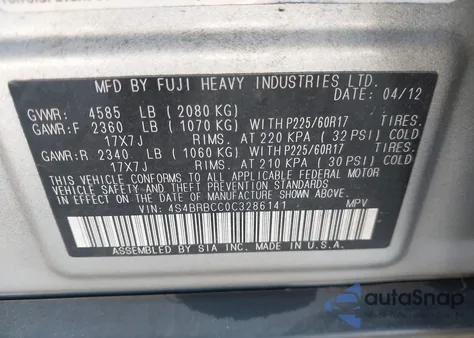 MFD BY FUJI HEAVY INDUSTRIES LTD.
DATE: 04/12
GVWR: 4585 LB (2080 KG)
GAWR:F 2360 LB (1070 KG) WITH P225/60R17 TIRES.
17X7J RIMS. AT 220 KPA (32 PSI) COLD
GAWR:R 2340 LB (1060 KG) WITH P225/60R17 TIRES.
17X7J RIMS. AT 210 KPA (30 PSI) COLD
THIS VEHICLE CONFORMS TO ALL APPLICABLE FEDERAL MOTOR
VEHICLE SAFETY AND THEFT PREVENTION STANDARDS IN EFFECT
ON THE DATE OF MANUFACTURE SHOWN ABOVE.
VIN: 4S4BRBCC0C3286141 MPV
ASSEMBLED BY SIA INC. MADE IN U.S.A.
autoSnap